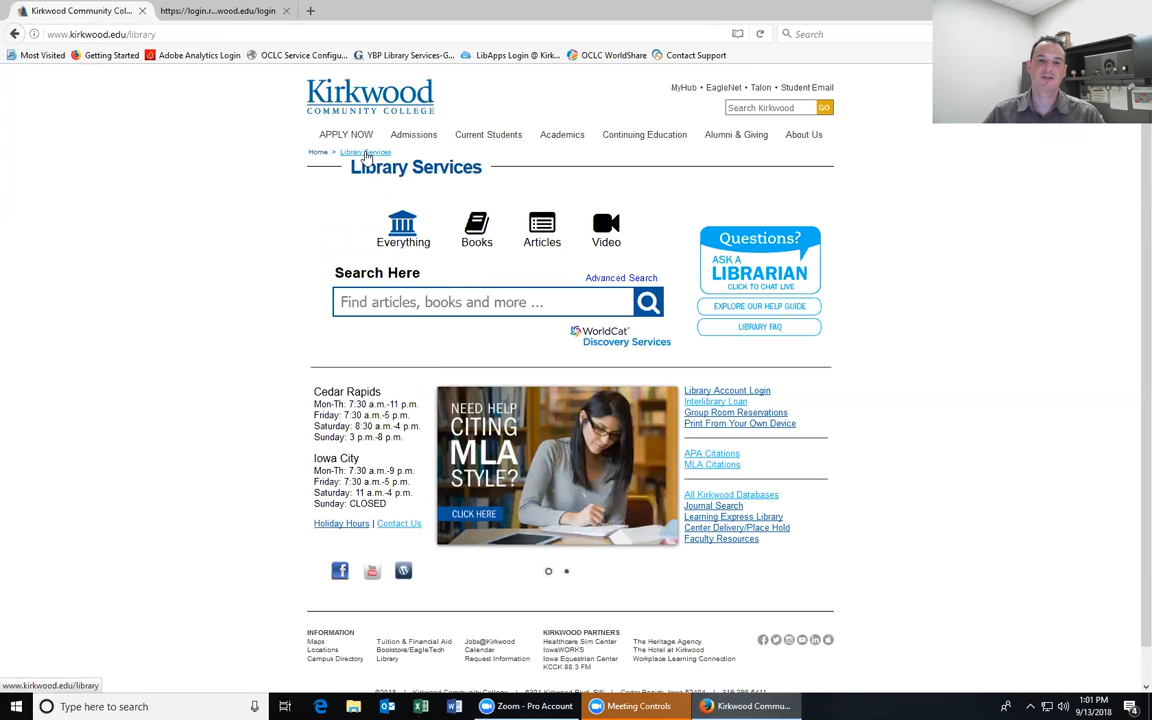 Kirkwood Community Col...
https://login.r...wood.edu/login
www.kirkwood.edu/library
Search
Most Visited
Getting Started
Adobe Analytics Login
OCLC Service Configu...
YBP Library Services-G...
LibApps Login @ Kirk...
OCLC WorldShare
Contact Support
Kirkwood
COMMUNITY COLLEGE
MyHub • EagleNet • Talon • Student Email
Search Kirkwood GO
APPLY NOW Admissions Current Students Academics Continuing Education Alumni & Giving About Us
Home > Library Services
Library Services
Everything Books Articles Video
Search Here
Advanced Search
Find articles, books and more ...
WorldCat
Discovery Services
Questions?
ASK A
LIBRARIAN
CLICK TO CHAT LIVE
EXPLORE OUR HELP GUIDE
LIBRARY FAQ
Cedar Rapids
Mon-Th: 7:30 a.m.-11 p.m.
Friday: 7:30 a.m.-5 p.m.
Saturday: 8:30 a.m.-4 p.m.
Sunday: 3 p.m.-8 p.m.
Iowa City
Mon-Th: 7:30 a.m.-9 p.m.
Friday: 7:30 a.m.-5 p.m.
Saturday: 11 a.m.-4 p.m.
Sunday: CLOSED
Holiday Hours | Contact Us
NEED HELP
CITING
MLA
STYLE?
CLICK HERE
Library Account Login
Interlibrary Loan
Group Room Reservations
Print From Your Own Device
APA Citations
MLA Citations
All Kirkwood Databases
Journal Search
Learning Express Library
Center Delivery/Place Hold
Faculty Resources
INFORMATION
Maps
Locations
Campus Directory
Tuition & Financial Aid
Bookstore/EagleTech
Library
Jobs@Kirkwood
Calendar
Request Information
KIRKWOOD PARTNERS
Healthcare Sim Center
IowaWORKS
Iowa Equestrian Center
KCCK 88.3 FM
The Heritage Agency
The Hotel at Kirkwood
Workplace Learning Connection
www.kirkwood.edu/library
Type here to search
Zoom - Pro Account
Meeting Controls
Kirkwood Commu...
1:01 PM
9/13/2018